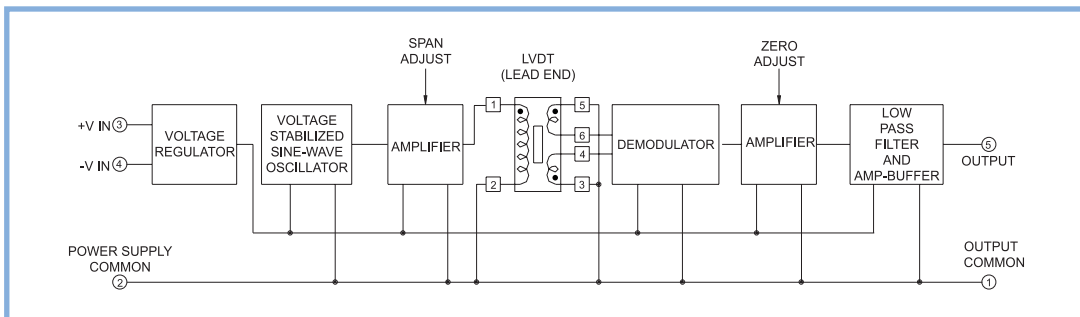 SPAN
ADJUST
LVDT
(LEAD END)
ZERO
ADJUST
+V IN 3
-V IN 4
VOLTAGE
REGULATOR
VOLTAGE
STABILIZED
SINE-WAVE
OSCILLATOR
AMPLIFIER
1
2
5
6
4
3
DEMODULATOR
AMPLIFIER
LOW
PASS
FILTER
AND
AMP-BUFFER
5
OUTPUT
POWER SUPPLY
COMMON
2
OUTPUT
COMMON
1